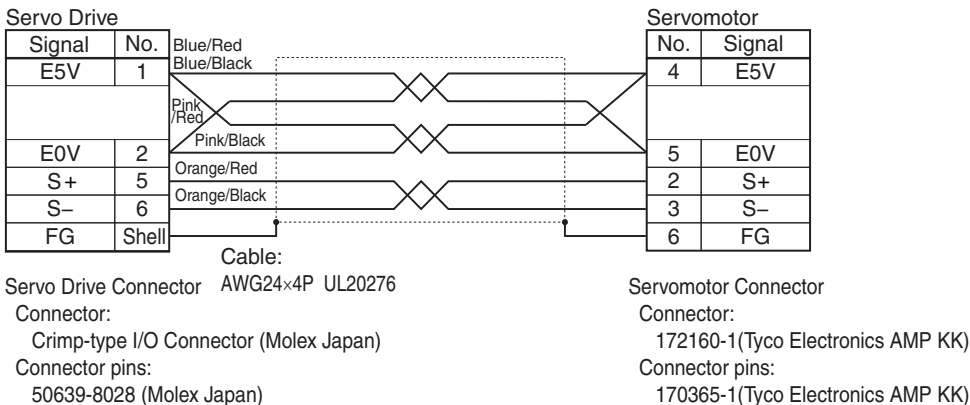 Servo Drive
Servomotor
Signal No.
No. Signal
Blue/Red
Blue/Black
E5V 1
4 E5V
Pink
/Red
Pink/Black
E0V 2
5 E0V
Orange/Red
S+ 5
2 S+
Orange/Black
S− 6
3 S−
FG Shell
6 FG
Cable:
AWG24×4P UL20276
Servo Drive Connector
Connector:
Crimp-type I/O Connector (Molex Japan)
Connector pins:
50639-8028 (Molex Japan)
Servomotor Connector
Connector:
172160-1(Tyco Electronics AMP KK)
Connector pins:
170365-1(Tyco Electronics AMP KK)